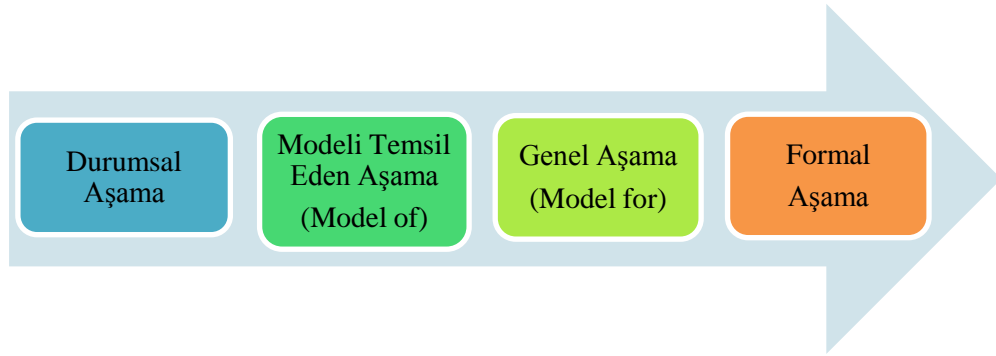 Durumsal
Aşama
Modeli Temsil
Eden Aşama
(Model of)
Genel Aşama
(Model for)
Formal
Aşama